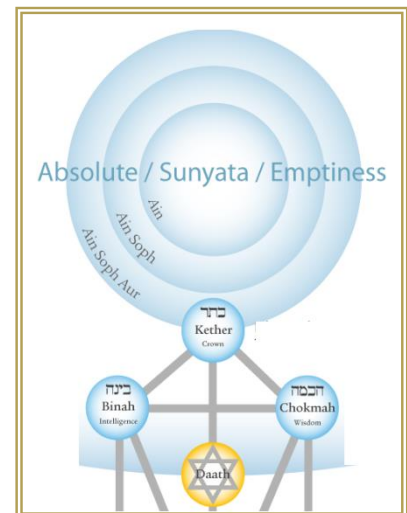 Absolute / Sunyata / Emptiness
Ain
Ain Soph
Ain Soph Aur
כתר
Kether
Crown
בינה
Binah
Intelligence
חכמה
Chokmah
Wisdom
Daath